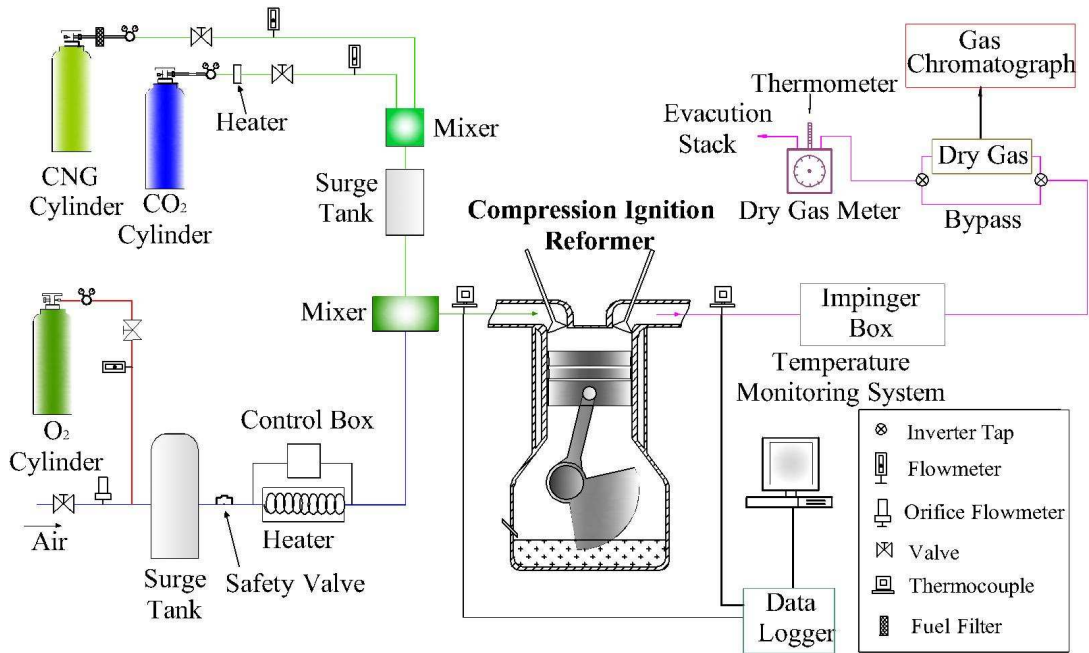 CNG
Cylinder
CO₂
Cylinder
Heater
Mixer
Surge
Tank
Compression Ignition
Reformer
Thermometer
Evacution
Stack
Dry Gas Meter
Gas
Chromatograph
Dry Gas
Bypass
Mixer
Impinger
Box
Temperature
Monitoring System
O₂
Cylinder
Air
Surge
Tank
Safety Valve
Control Box
Heater
Data
Logger
Inverter Tap
Flowmeter
Orifice Flowmeter
Valve
Thermocouple
Fuel Filter